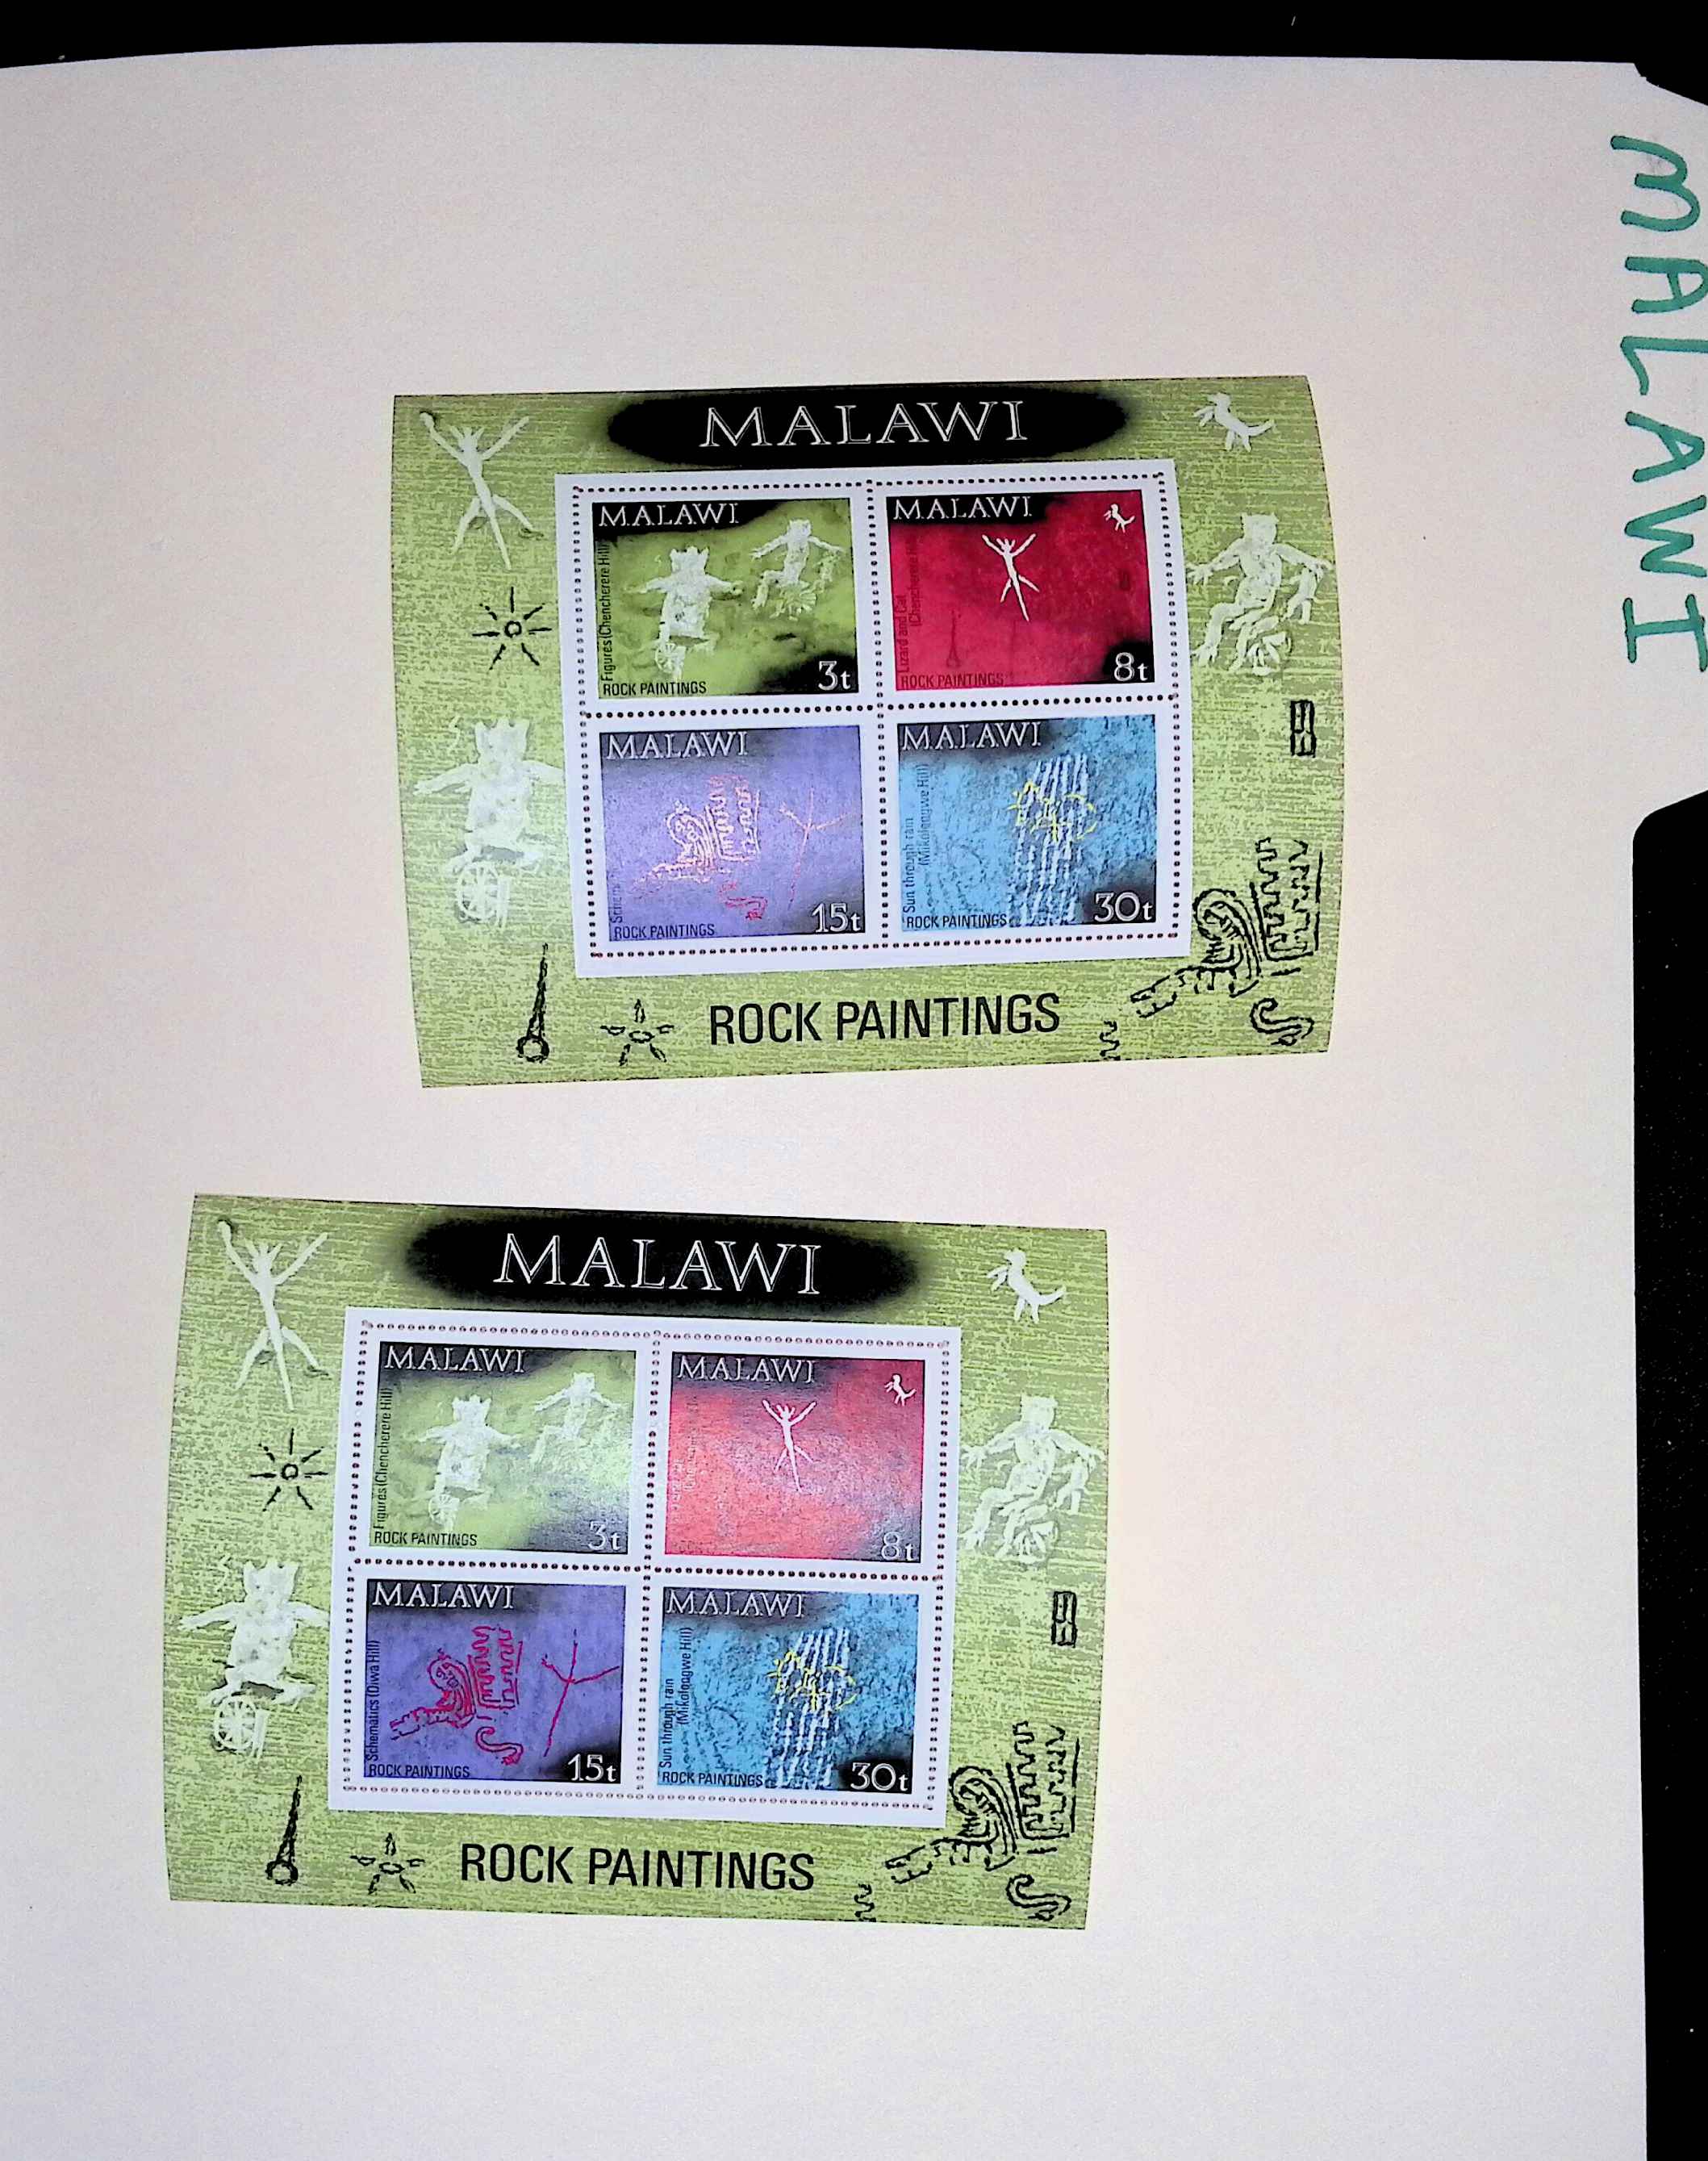 MALAWI
MALAWI
MALAWI
Figures (Chencherere Hill)
ROCK PAINTINGS
3t
MALAWI
Lizard and Cat
(Chencherere
ROCK PAINTINGS
8t
MALAWI
ROCK PAINTINGS
15t
MALAWI
Sun through rain
(Mikolongwe Hill)
ROCK PAINTINGS
30t
ROCK PAINTINGS
MALAWI
MALAWI
Figures (Chencherere Hill)
ROCK PAINTINGS
3t
MALAWI
8t
MALAWI
Schematics (Diwa Hill)
ROCK PAINTINGS
15t
MALAWI
Sun through rain
(Mikolongwe Hill)
ROCK PAINTINGS
30t
ROCK PAINTINGS